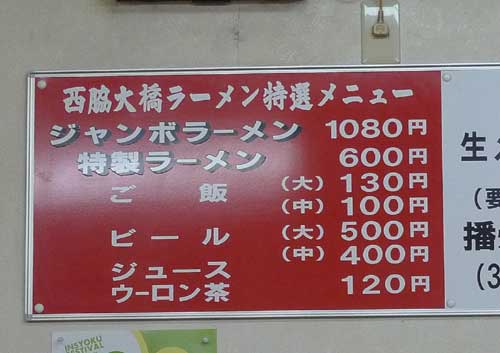 西脇大橋ラーメン特選メニュー
ジャンボラーメン 1080円
特製ラーメン 600円
ご飯 (大) 130円
(中) 100円
ビール (大) 500円
(中) 400円
ジュース
ウーロン茶 120円
生
(要
播
(3
INSYOKU
FESTIVAL